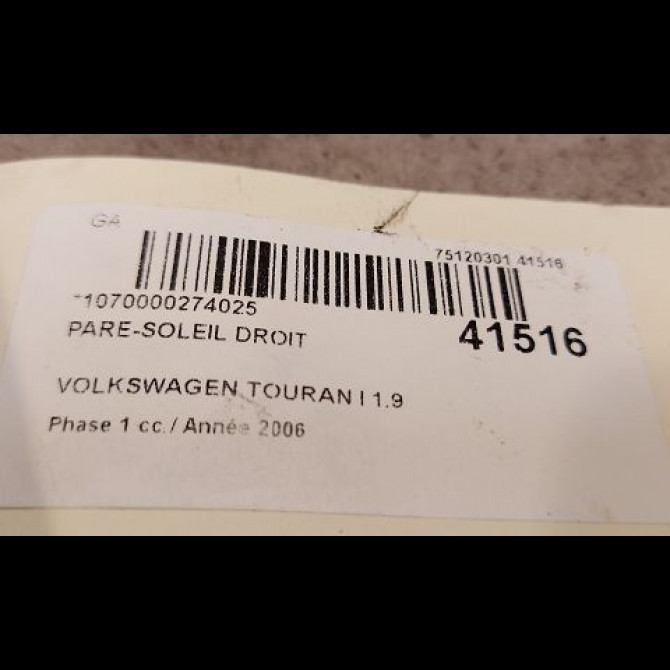 GA
75120301 41516
-1070000274025
41516
PARE-SOLEIL DROIT
VOLKSWAGEN TOURAN I 1.9
Phase 1 cc./ Année 2006